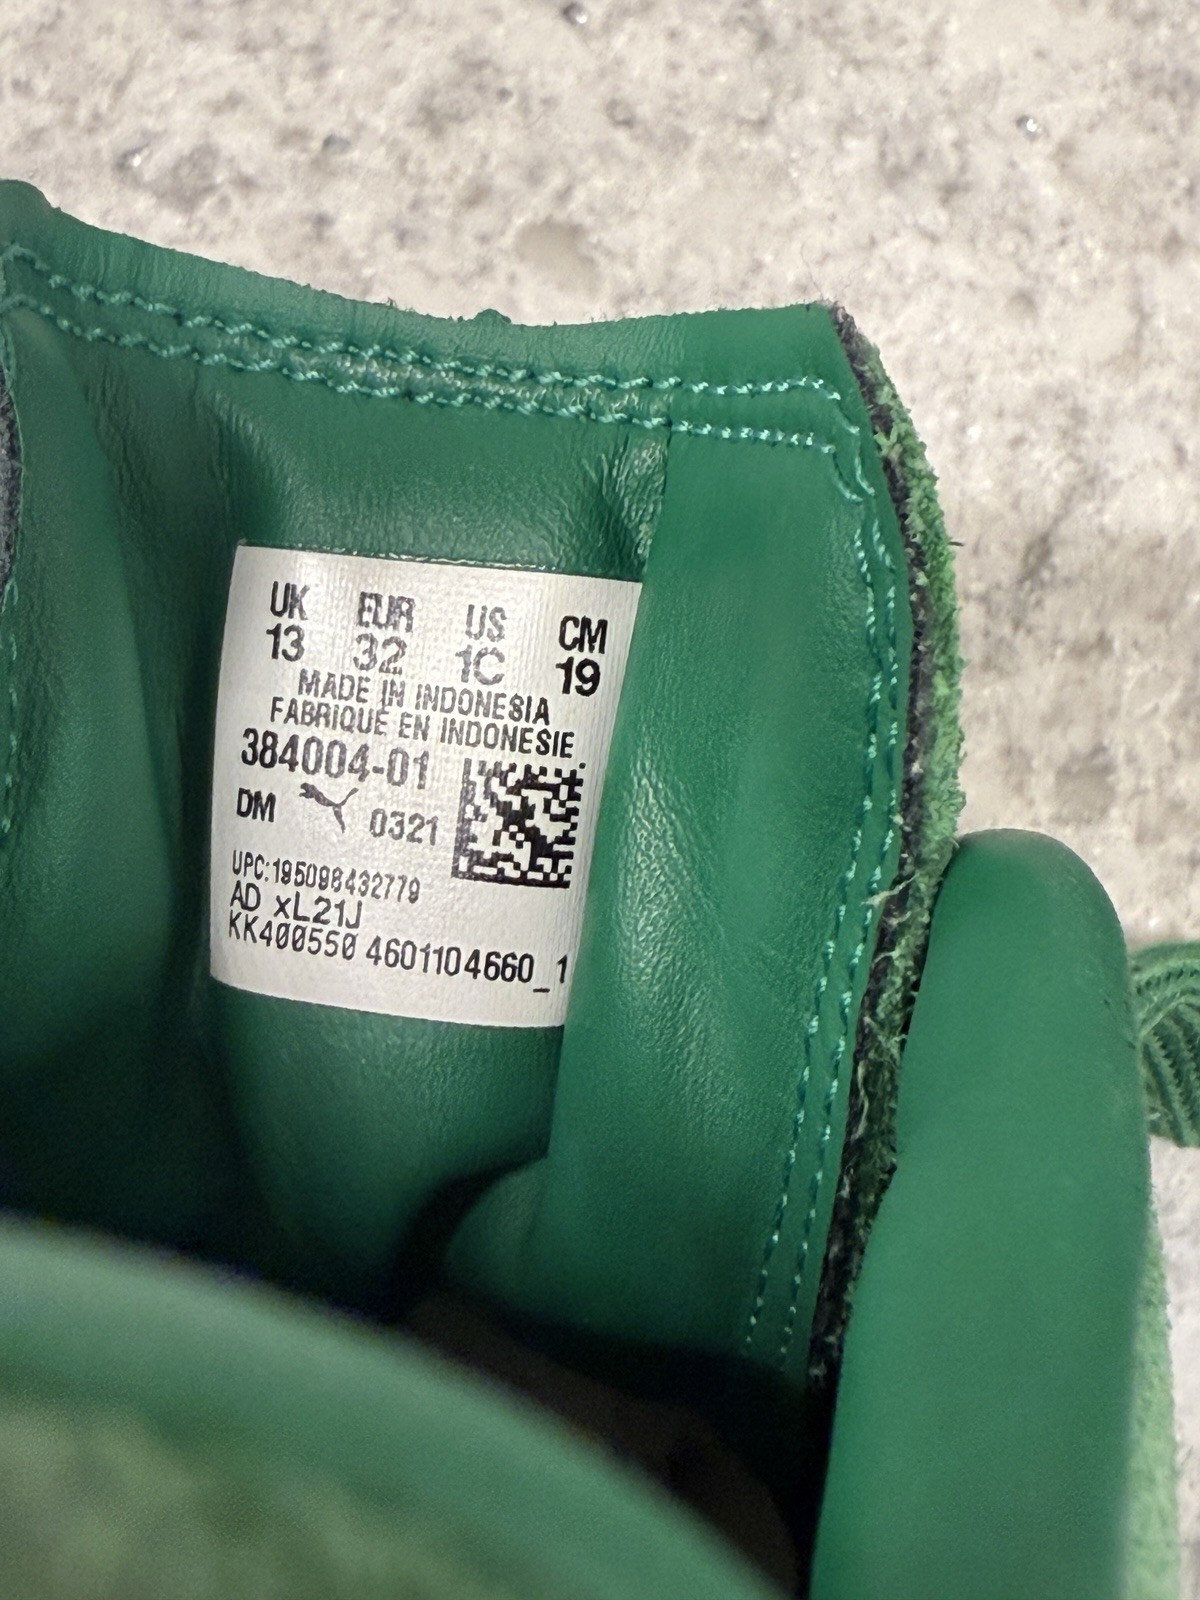 UK EUR US CM
13 32 1C 19
MADE IN INDONESIA
FABRIQUÉ EN INDONESIE
384004-01
DM 0321
UPC:195098432779
AD xL21J
KK400550 4601104660_1